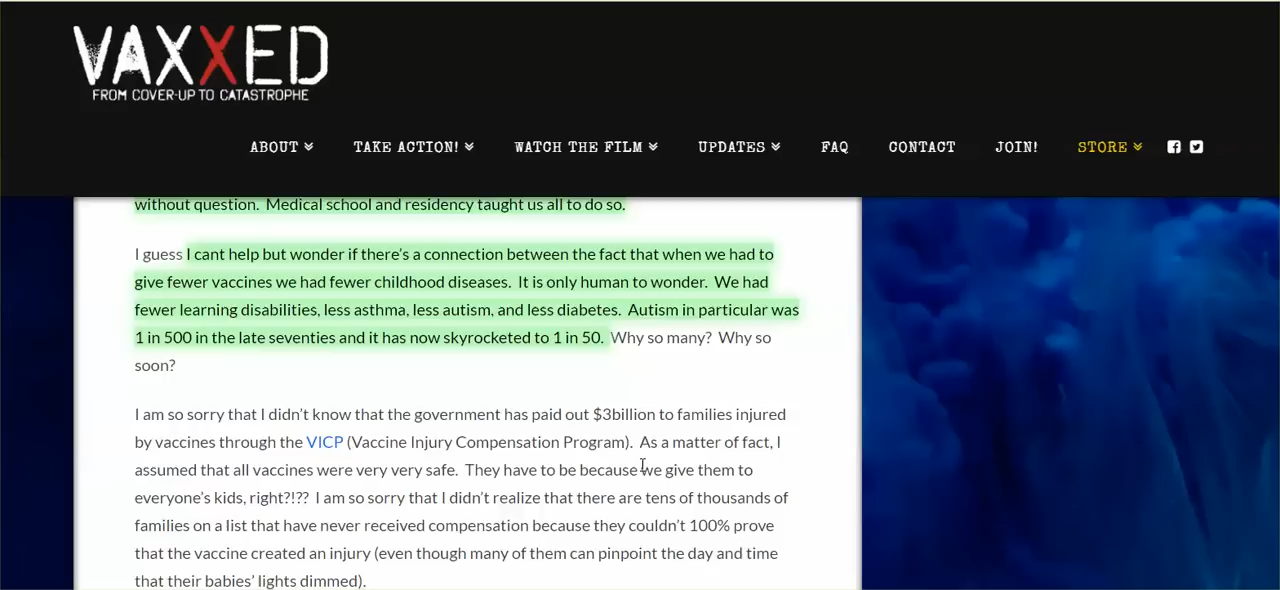 VAXXED
FROM COVER-UP TO CATASTROPHE
ABOUT TAKE ACTION! WATCH THE FILM UPDATES FAQ CONTACT JOIN! STORE
without question. Medical school and residency taught us all to do so.
I guess I cant help but wonder if there's a connection between the fact that when we had to
give fewer vaccines we had fewer childhood diseases. It is only human to wonder. We had
fewer learning disabilities, less asthma, less autism, and less diabetes. Autism in particular was
1 in 500 in the late seventies and it has now skyrocketed to 1 in 50. Why so many? Why so
soon?
I am so sorry that I didn't know that the government has paid out $3billion to families injured
by vaccines through the VICP (Vaccine Injury Compensation Program). As a matter of fact, I
assumed that all vaccines were very very safe. They have to be because we give them to
everyone's kids, right?!?? I am so sorry that I didn't realize that there are tens of thousands of
families on a list that have never received compensation because they couldn't 100% prove
that the vaccine created an injury (even though many of them can pinpoint the day and time
that their babies' lights dimmed).